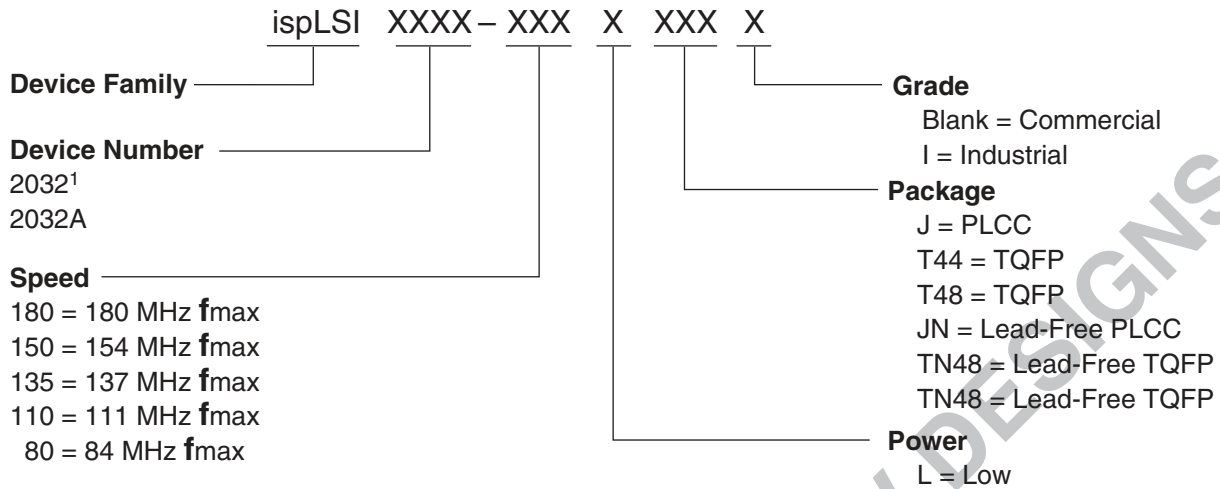 ispLSI XXXX – XXX X XXX X
Device Family
Device Number
2032¹
2032A
Speed
180 = 180 MHz fmax
150 = 154 MHz fmax
135 = 137 MHz fmax
110 = 111 MHz fmax
80 = 84 MHz fmax
Grade
Blank = Commercial
I = Industrial
Package
J = PLCC
T44 = TQFP
T48 = TQFP
JN = Lead-Free PLCC
TN48 = Lead-Free TQFP
TN48 = Lead-Free TQFP
Power
L = Low
DESIGNS